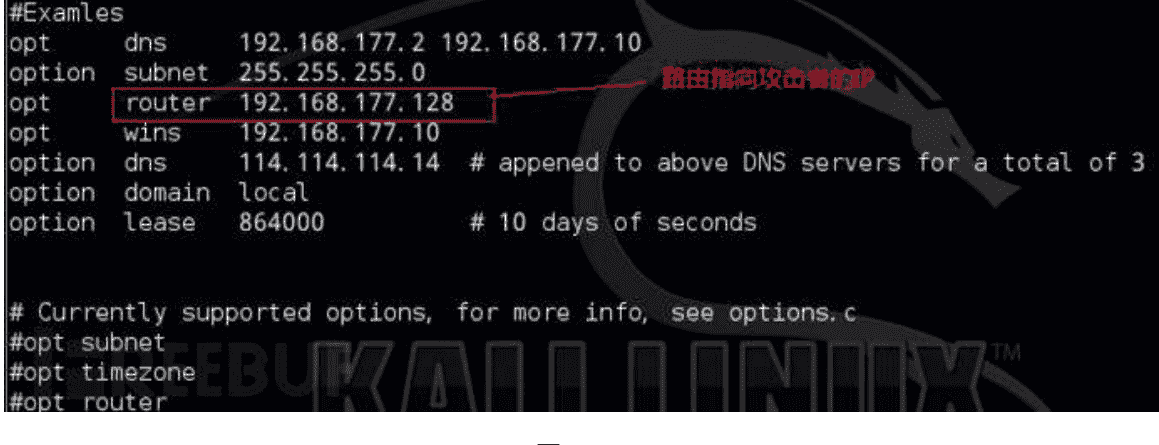 #Examles
opt dns 192.168.177.2 192.168.177.10
option subnet 255.255.255.0
路由指向攻击者的IP
opt router 192.168.177.128
opt wins 192.168.177.10
option dns 114.114.114.14 # appened to above DNS servers for a total of 3
option domain local
option lease 864000 # 10 days of seconds
# Currently supported options, for more info, see options.c
#opt subnet
#opt timezone
#opt router
REEBUF
KALI LINUX TM